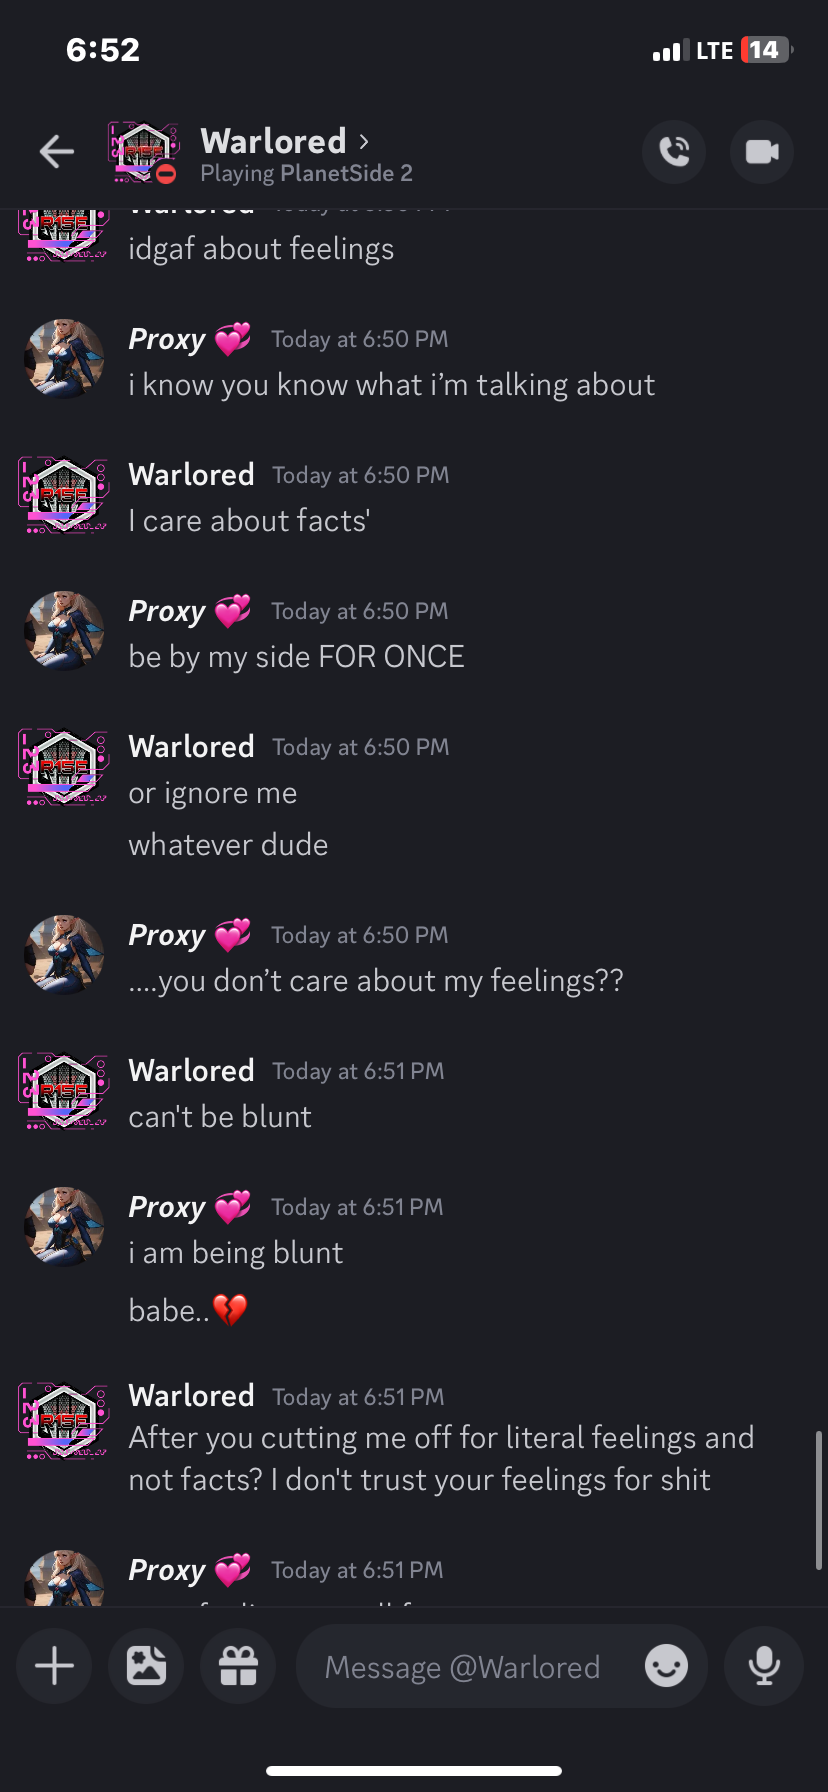 6:52
LTE 14
Warlored ›
Playing PlanetSide 2
Warlored
idgaf about feelings
Proxy 💞 Today at 6:50 PM
i know you know what i’m talking about
Warlored Today at 6:50 PM
I care about facts'
Proxy 💞 Today at 6:50 PM
be by my side FOR ONCE
Warlored Today at 6:50 PM
or ignore me
whatever dude
Proxy 💞 Today at 6:50 PM
....you don’t care about my feelings??
Warlored Today at 6:51 PM
can't be blunt
Proxy 💞 Today at 6:51 PM
i am being blunt
babe..💔
Warlored Today at 6:51 PM
After you cutting me off for literal feelings and
not facts? I don't trust your feelings for shit
Proxy 💞 Today at 6:51 PM
Message @Warlored